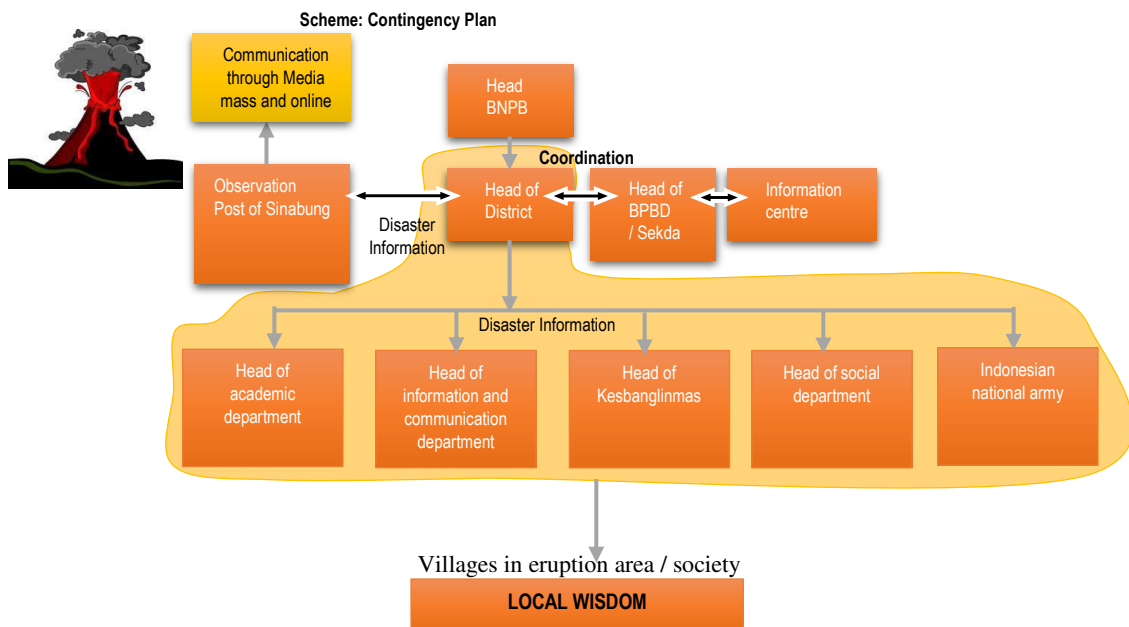 Scheme: Contingency Plan
Communication
through Media
mass and online
Head
BNPB
Coordination
Observation
Post of Sinabung
Disaster
Information
Head of
District
Head of
BPBD
/ Sekda
Information
centre
Disaster Information
Head of
academic
department
Head of
information and
communication
department
Head of
Kesbanglinmas
Head of social
department
Indonesian
national army
Villages in eruption area / society
LOCAL WISDOM